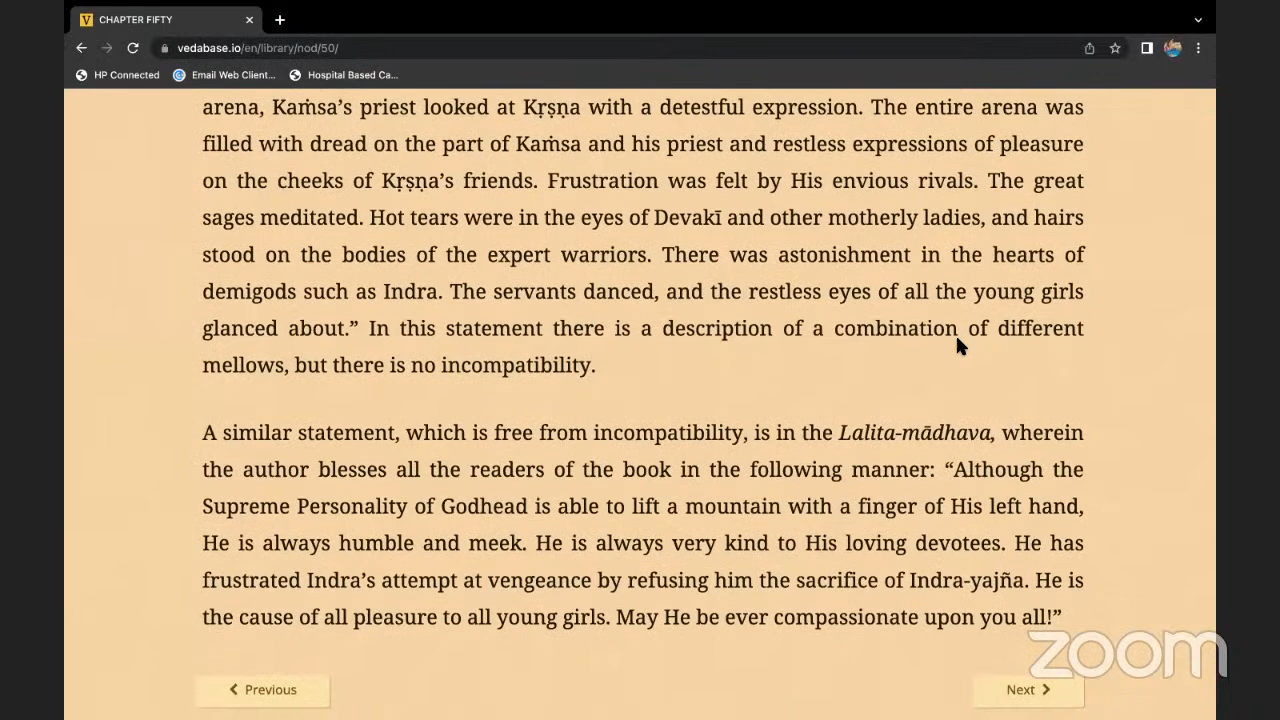 CHAPTER FIFTY
vedabase.io/en/library/nod/50/
HP Connected
Email Web Client...
Hospital Based Ca...
arena, Kaṁsa’s priest looked at Kṛṣṇa with a detestful expression. The entire arena was
filled with dread on the part of Kaṁsa and his priest and restless expressions of pleasure
on the cheeks of Kṛṣṇa’s friends. Frustration was felt by His envious rivals. The great
sages meditated. Hot tears were in the eyes of Devakī and other motherly ladies, and hairs
stood on the bodies of the expert warriors. There was astonishment in the hearts of
demigods such as Indra. The servants danced, and the restless eyes of all the young girls
glanced about.” In this statement there is a description of a combination of different
mellows, but there is no incompatibility.
A similar statement, which is free from incompatibility, is in the Lalita-mādhava, wherein
the author blesses all the readers of the book in the following manner: “Although the
Supreme Personality of Godhead is able to lift a mountain with a finger of His left hand,
He is always humble and meek. He is always very kind to His loving devotees. He has
frustrated Indra’s attempt at vengeance by refusing him the sacrifice of Indra-yajña. He is
the cause of all pleasure to all young girls. May He be ever compassionate upon you all!”
zoom
Previous
Next